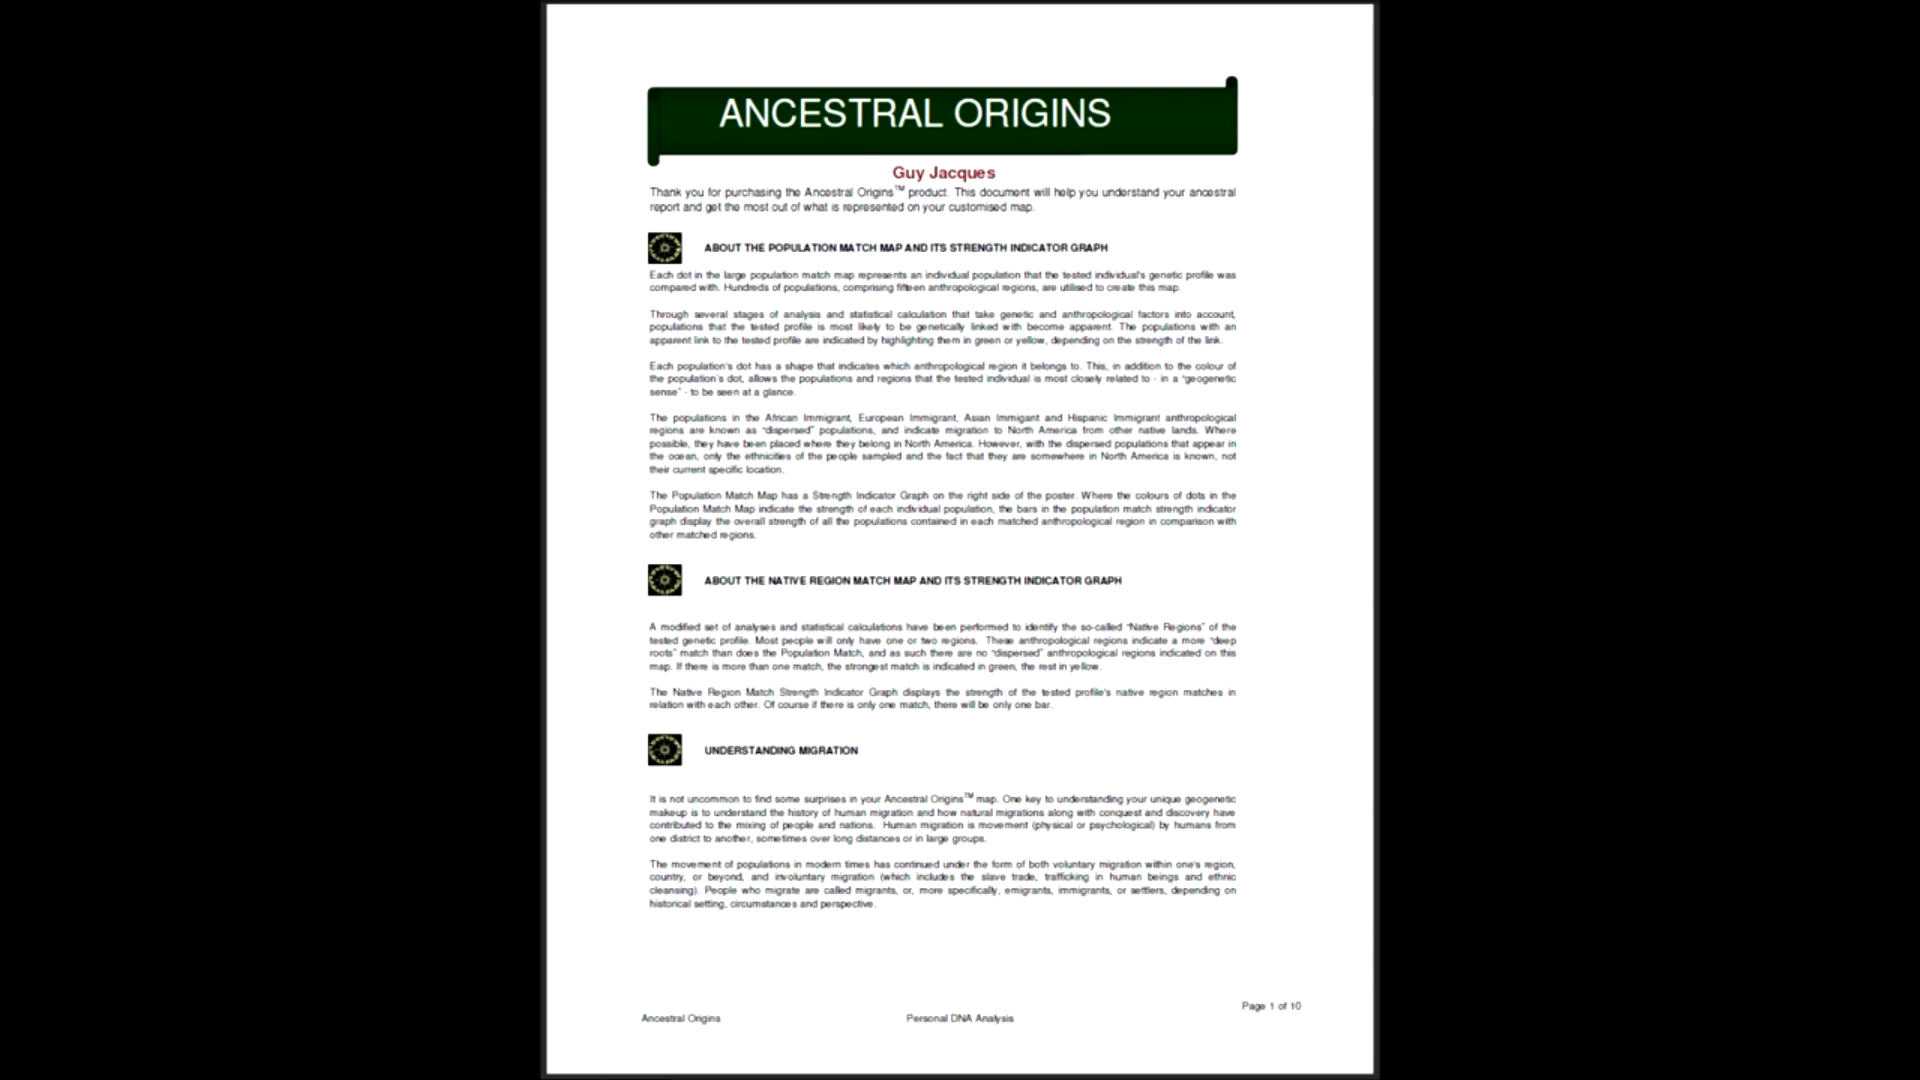 ANCESTRAL ORIGINS
Guy Jacques
Thank you for purchasing the Ancestral Origins™ product. This document will help you understand your ancestral
report and get the most out of what is represented on your customised map.
ABOUT THE POPULATION MATCH MAP AND ITS STRENGTH INDICATOR GRAPH
Each dot in the large population match map represents an individual population that the tested individual's genetic profile was
compared with. Hundreds of populations, comprising fifteen anthropological regions, are utilised to create this map.
Through several stages of analysis and statistical calculation that take genetic and anthropological factors into account,
populations that the tested profile is most likely to be genetically linked with become apparent. The populations with an
apparent link to the tested profile are indicated by highlighting them in green or yellow, depending on the strength of the link.
Each population's dot has a shape that indicates which anthropological region it belongs to. This, in addition to the colour of
the population's dot, allows the populations and regions that the tested individual is most closely related to - in a "geogenetic
sense" - to be seen at a glance.
The populations in the African Immigrant, European Immigrant, Asian Immigant and Hispanic Immigrant anthropological
regions are known as "dispersed" populations, and indicate migration to North America from other native lands. Where
possible, they have been placed where they belong in North America. However, with the dispersed populations that appear in
the ocean, only the ethnicities of the people sampled and the fact that they are somewhere in North America is known, not
their current specific location.
The Population Match Map has a Strength Indicator Graph on the right side of the poster. Where the colours of dots in the
Population Match Map indicate the strength of each individual population, the bars in the population match strength indicator
graph display the overall strength of all the populations contained in each matched anthropological region in comparison with
other matched regions.
ABOUT THE NATIVE REGION MATCH MAP AND ITS STRENGTH INDICATOR GRAPH
A modified set of analyses and statistical calculations have been performed to identify the so-called "Native Regions" of the
tested genetic profile. Most people will only have one or two regions. These anthropological regions indicate a more "deep
roots" match than does the Population Match, and as such there are no "dispersed" anthropological regions indicated on this
map. If there is more than one match, the strongest match is indicated in green, the rest in yellow.
The Native Region Match Strength Indicator Graph displays the strength of the tested profile's native region matches in
relation with each other. Of course if there is only one match, there will be only one bar.
UNDERSTANDING MIGRATION
It is not uncommon to find some surprises in your Ancestral Origins™ map. One key to understanding your unique geogenetic
makeup is to understand the history of human migration and how natural migrations along with conquest and discovery have
contributed to the mixing of people and nations. Human migration is movement (physical or psychological) by humans from
one district to another, sometimes over long distances or in large groups.
The movement of populations in modern times has continued under the form of both voluntary migration within one's region,
country, or beyond, and involuntary migration (which includes the slave trade, trafficking in human beings and ethnic
cleansing). People who migrate are called migrants, or, more specifically, emigrants, immigrants, or settlers, depending on
historical setting, circumstances and perspective.
Page 1 of 10
Ancestral Origins Personal DNA Analysis